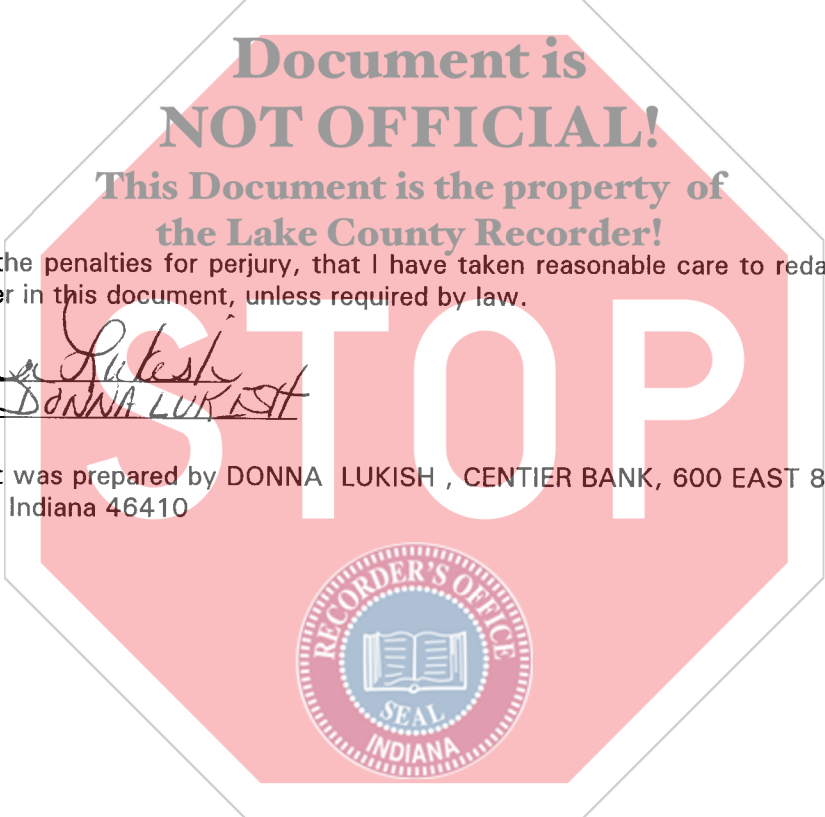 Document is
NOT OFFICIAL!
This Document is the property of
the Lake County Recorder!
the penalties for perjury, that I have taken reasonable care to reda
r in this document, unless required by law.
Lukish
DONNA LUKISH
STOP
was prepared by DONNA LUKISH , CENTIER BANK, 600 EAST 8
Indiana 46410
RECORDER'S OFFICE
SEAL
INDIANA